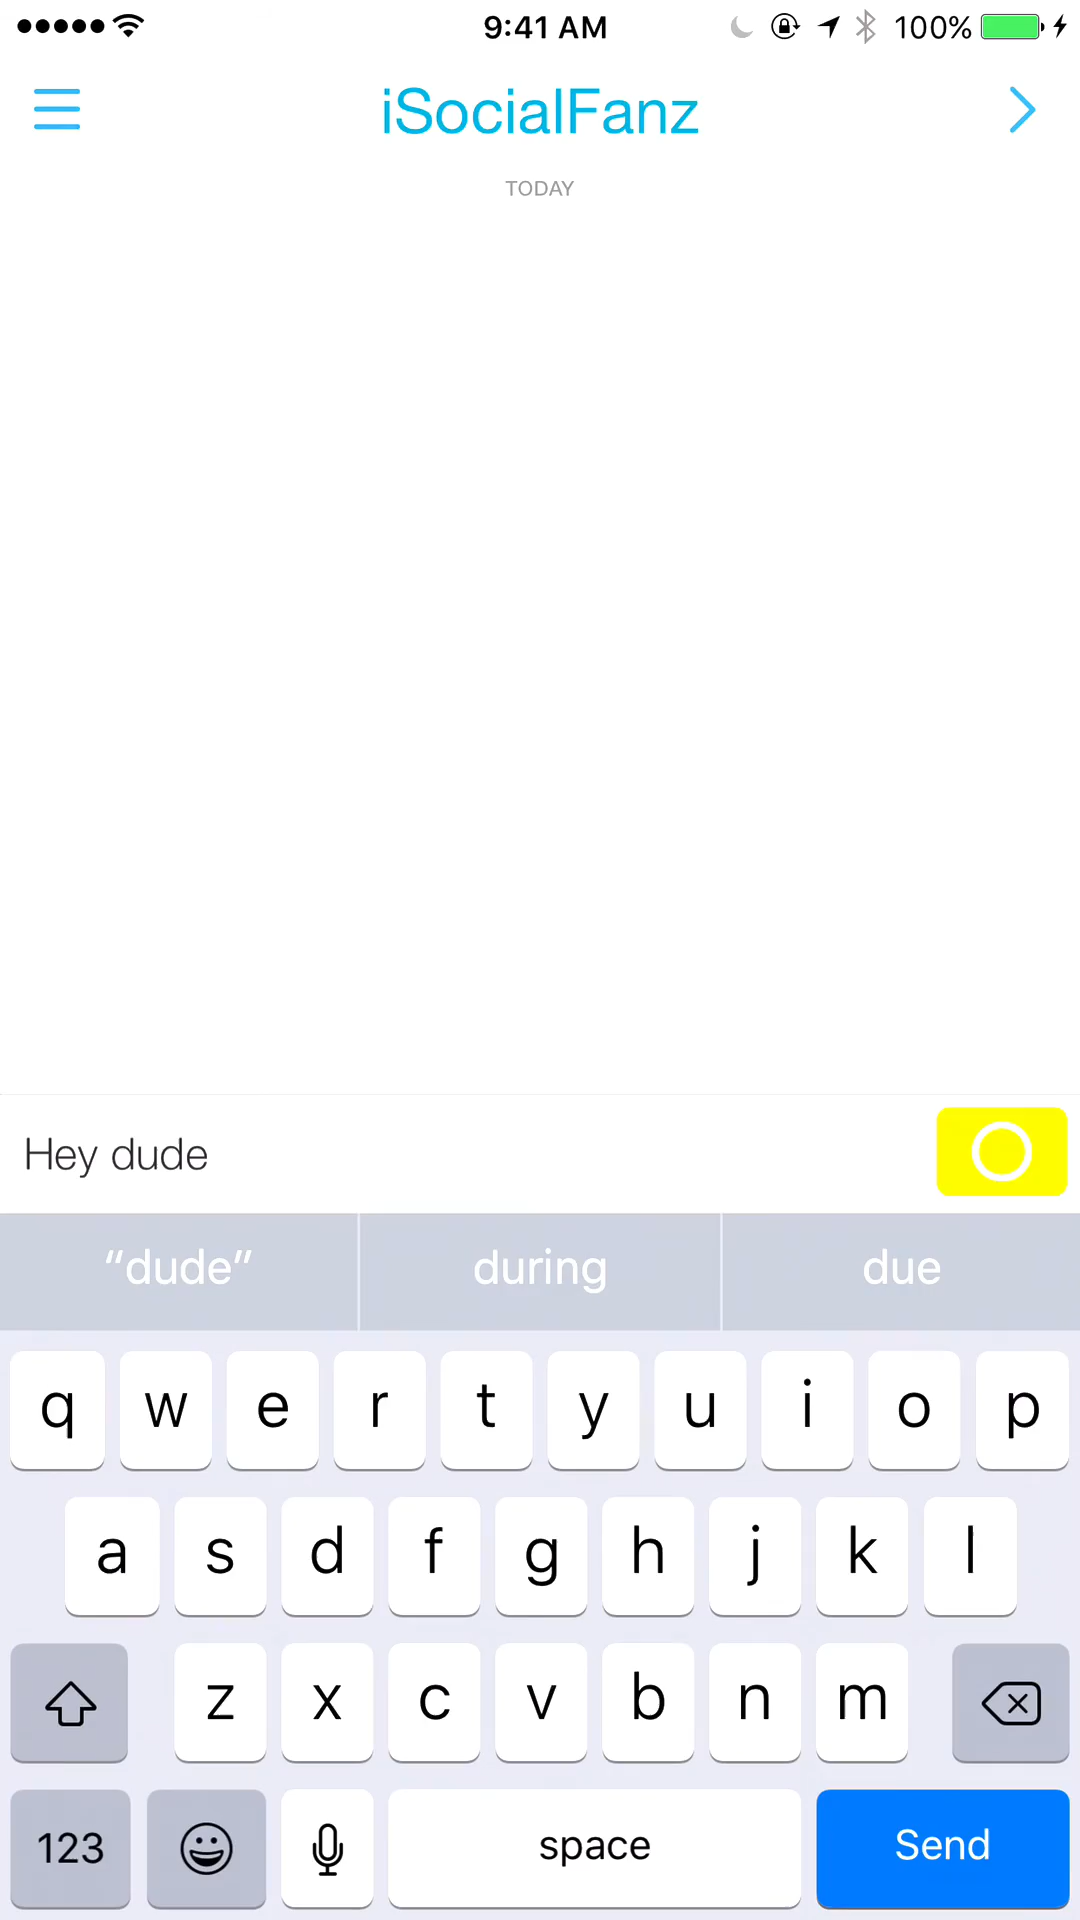 9:41 AM 100%
iSocialFanz
TODAY
Hey dude
“dude” during due
q w e r t y u i o p
a s d f g h j k l
z x c v b n m
123 space Send